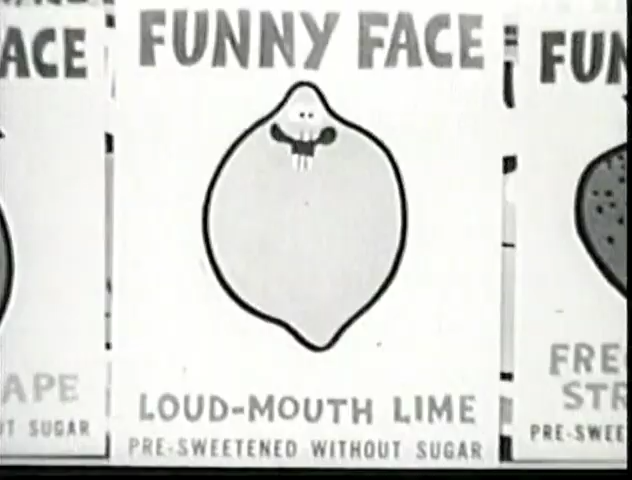 ACE
APE
T SUGAR
FUNNY FACE
LOUD-MOUTH LIME
PRE-SWEETENED WITHOUT SUGAR
FUN
FRE
STR
PRE-SWEE